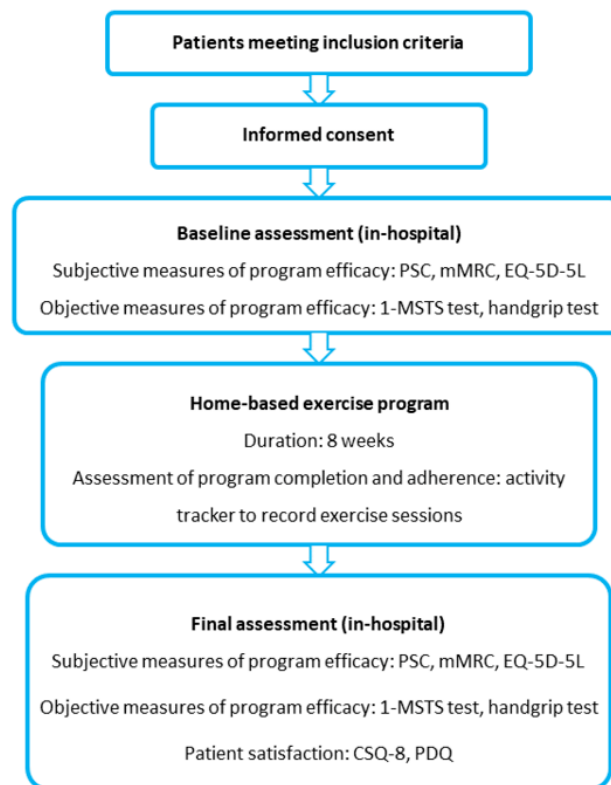 Patients meeting inclusion criteria
Informed consent
Baseline assessment (in-hospital)
Subjective measures of program efficacy: PSC, mMRC, EQ-5D-5L
Objective measures of program efficacy: 1-MSTS test, handgrip test
Home-based exercise program
Duration: 8 weeks
Assessment of program completion and adherence: activity
tracker to record exercise sessions
Final assessment (in-hospital)
Subjective measures of program efficacy: PSC, mMRC, EQ-5D-5L
Objective measures of program efficacy: 1-MSTS test, handgrip test
Patient satisfaction: CSQ-8, PDQ